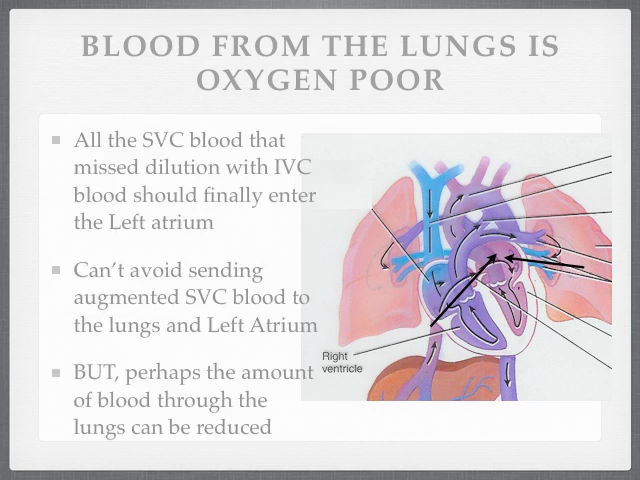 BLOOD FROM THE LUNGS IS
OXYGEN POOR
All the SVC blood that
missed dilution with IVC
blood should finally enter
the Left atrium
Can't avoid sending
augmented SVC blood to
the lungs and Left Atrium
BUT, perhaps the amount
of blood through the
lungs can be reduced
Right
ventricle